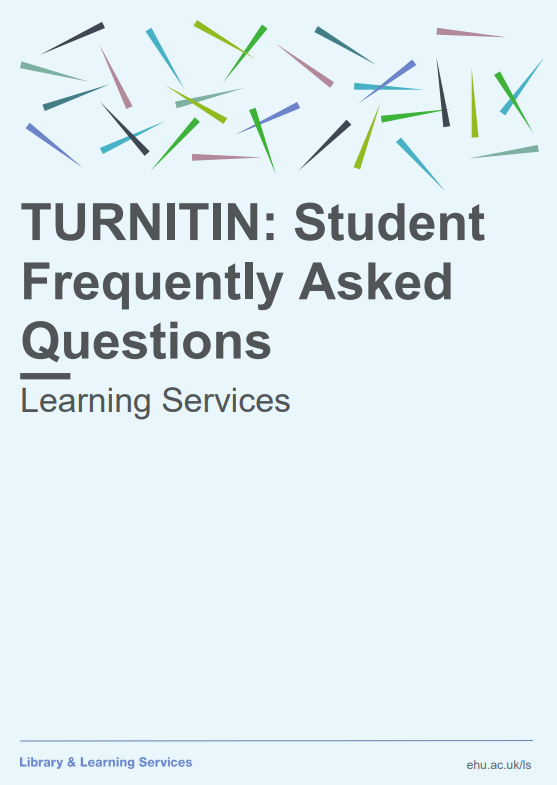 TURNITIN: Student
Frequently Asked
Questions
Learning Services
Library & Learning Services
ehu.ac.uk/ls